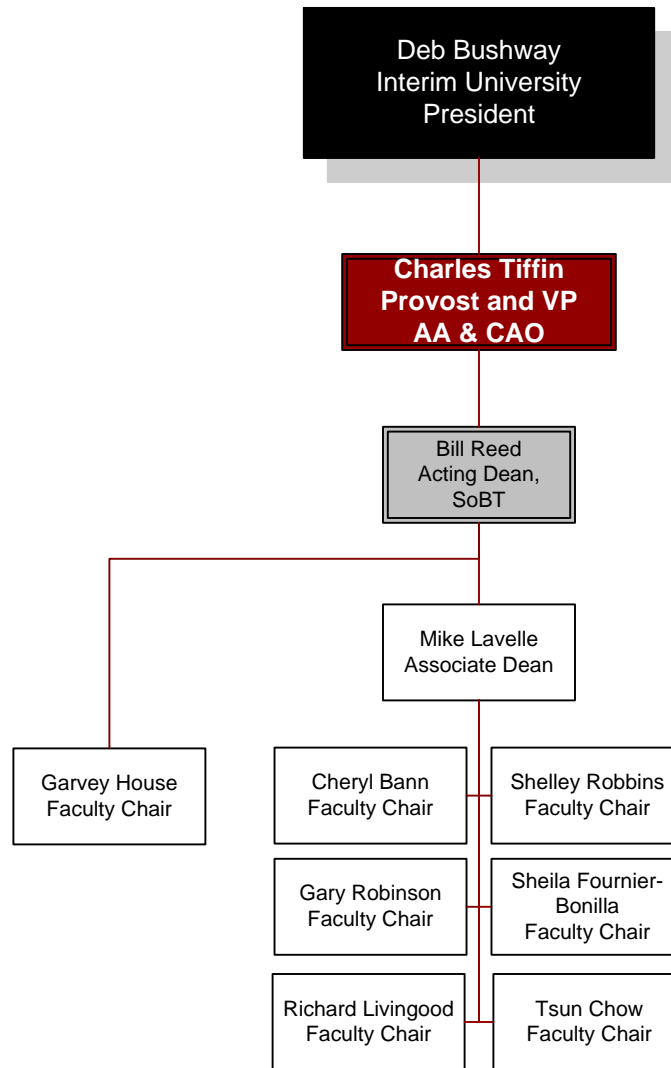 Deb Bushway
Interim University
President
Charles Tiffin
Provost and VP
AA & CAO
Bill Reed
Acting Dean,
SoBT
Mike Lavelle
Associate Dean
Garvey House
Faculty Chair
Cheryl Bann
Faculty Chair
Shelley Robbins
Faculty Chair
Gary Robinson
Faculty Chair
Sheila Fournier-
Bonilla
Faculty Chair
Richard Livingood
Faculty Chair
Tsun Chow
Faculty Chair